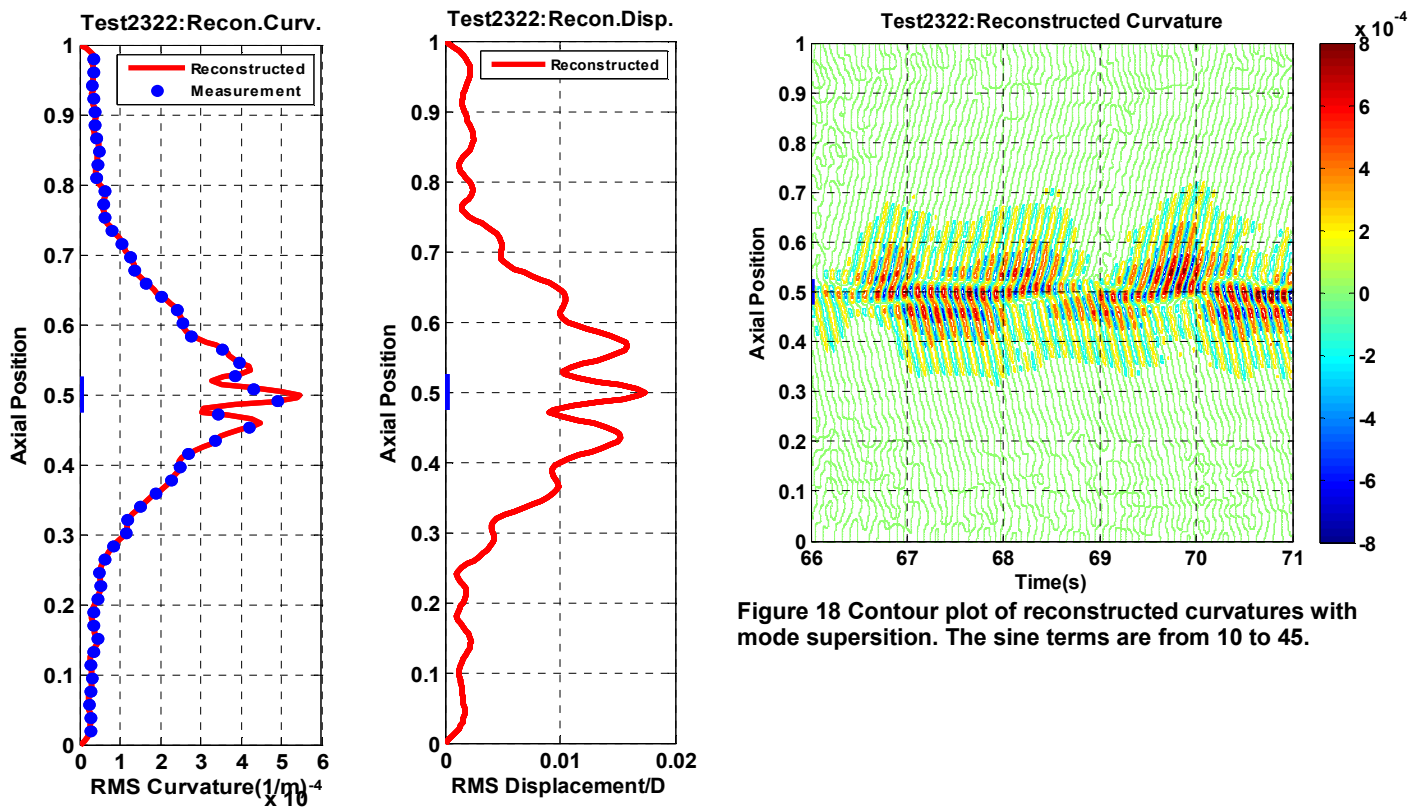 Test2322:Recon.Curv.
Reconstructed
Measurement
1
0.9
0.8
0.7
0.6
0.5
0.4
0.3
0.2
0.1
0
Axial Position
0 1 2 3 4 5 6
RMS Curvature(1/m)
x 10-4
Test2322:Recon.Disp.
Reconstructed
1
0.9
0.8
0.7
0.6
0.5
0.4
0.3
0.2
0.1
0
Axial Position
0 0.01 0.02
RMS Displacement/D
Test2322:Reconstructed Curvature
1
0.9
0.8
0.7
0.6
0.5
0.4
0.3
0.2
0.1
0
Axial Position
66 67 68 69 70 71
Time(s)
x 10-4
8
6
4
2
0
-2
-4
-6
-8
Figure 18 Contour plot of reconstructed curvatures with
mode supersition. The sine terms are from 10 to 45.